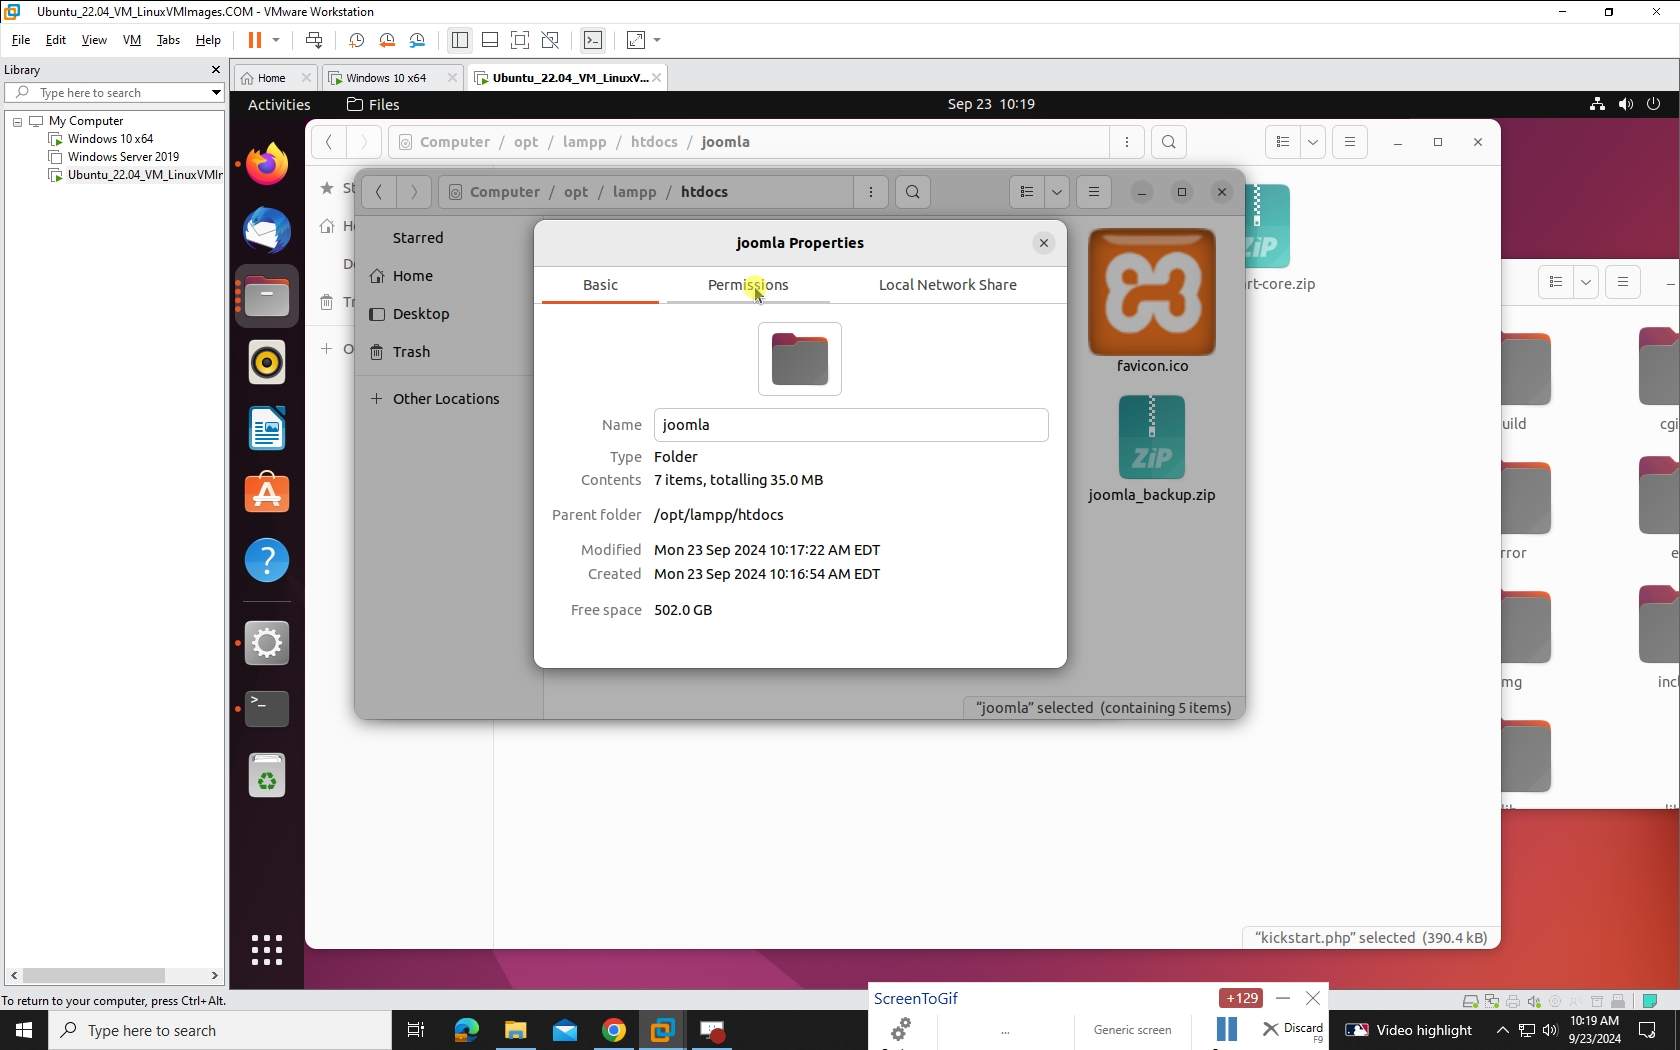 Ubuntu_22.04_VM_LinuxVMImages.COM - VMware Workstation
File Edit View VM Tabs Help
Library
Type here to search
My Computer
Windows 10 x64
Windows Server 2019
Ubuntu_22.04_VM_LinuxVMIr
Home
Windows 10 x64
Ubuntu_22.04_VM_LinuxV...
Activities
Files
Sep 23 10:19
Computer / opt / lampp / htdocs / joomla
St
H
D
Tr
O
Computer / opt / lampp / htdocs
Starred
Home
Desktop
Trash
Other Locations
joomla Properties
Basic
Permissions
Local Network Share
Name joomla
Type Folder
Contents 7 items, totalling 35.0 MB
Parent folder /opt/lampp/htdocs
Modified Mon 23 Sep 2024 10:17:22 AM EDT
Created Mon 23 Sep 2024 10:16:54 AM EDT
Free space 502.0 GB
favicon.ico
ZiP
joomla_backup.zip
"joomla" selected (containing 5 items)
ZiP
rt-core.zip
uild
cgi
rror
e
mg
incl
"kickstart.php" selected (390.4 kB)
To return to your computer, press Ctrl+Alt.
ScreenToGif
+129
...
Generic screen
Discard
F9
Type here to search
Video highlight
10:19 AM
9/23/2024